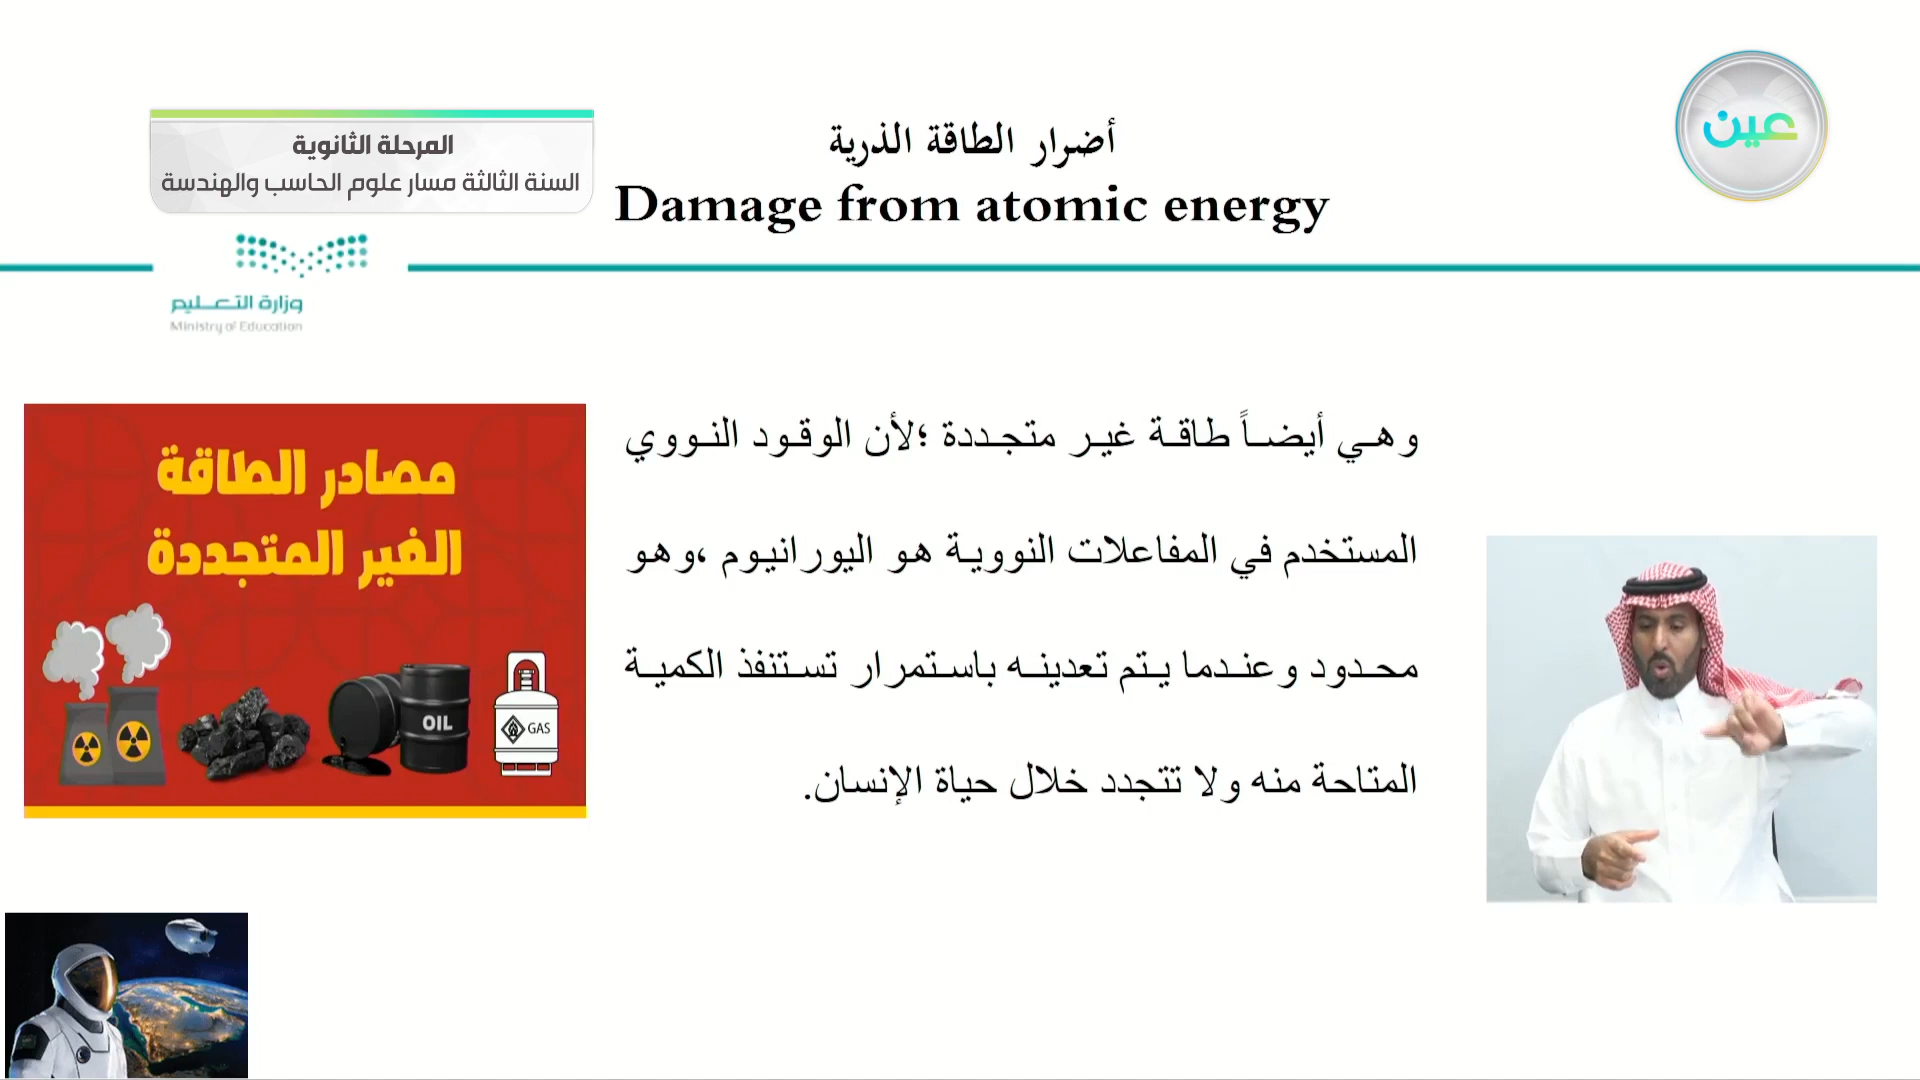 المرحلة الثانوية
السنة الثالثة مسار علوم الحاسب والهندسة
أضرار الطاقة الذرية
Damage from atomic energy
عين
وزارة التعليم
Ministry of Education
وهي أيضاً طاقة غير متجددة ؛لأن الوقود النووي
المستخدم في المفاعلات النووية هو اليورانيوم ،وهو
محدود وعندما يتم تعدينه باستمرار تستنفذ الكمية
المتاحة منه ولا تتجدد خلال حياة الإنسان.
مصادر الطاقة
الغير المتجددة
OIL
GAS